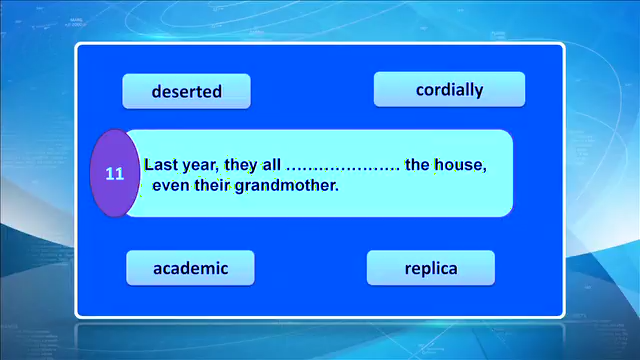 deserted
cordially
11
Last year, they all ………………… the house,
even their grandmother.
academic
replica